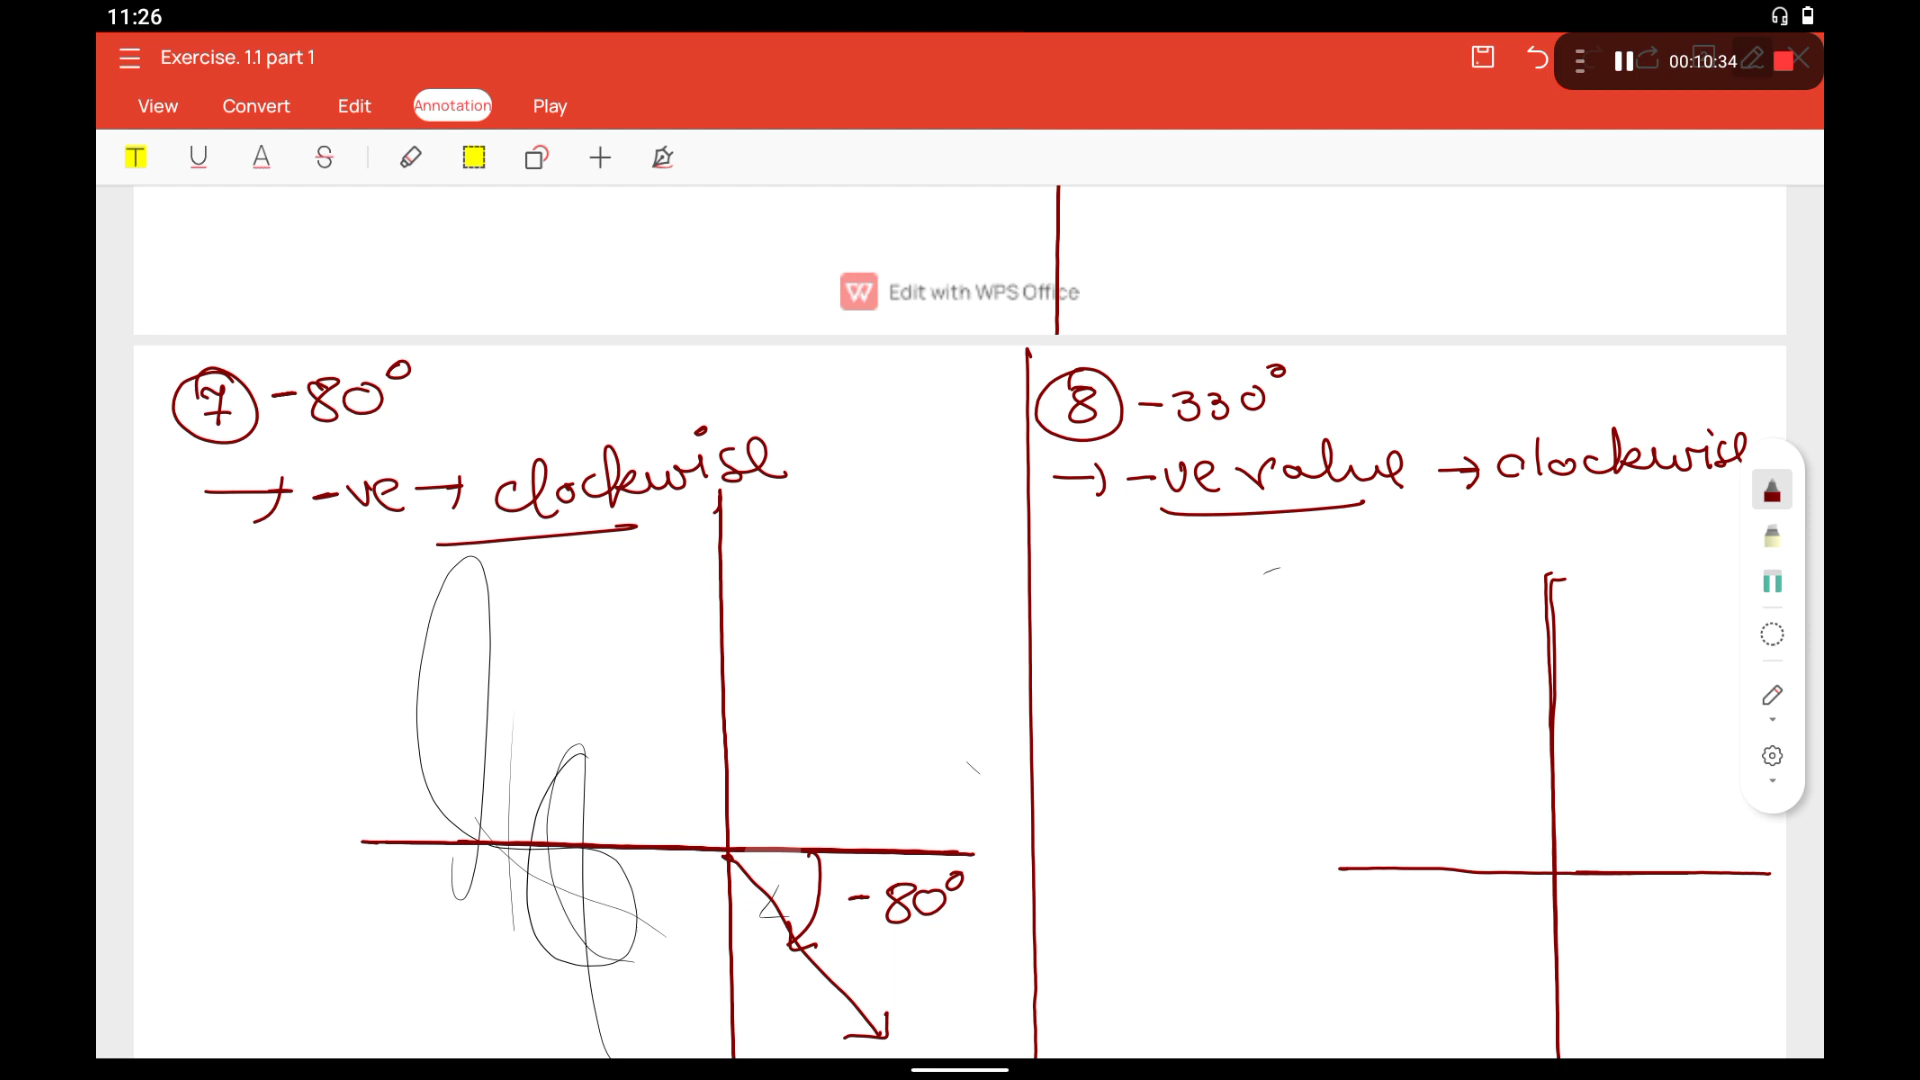 11:26
Exercise. 1.1 part 1
00:10:34
View Convert Edit Annotation Play
T U A S
Edit with WPS Office
7 -80°
→ -ve → clockwise
-80°
8 -330°
→ -ve value → clockwise